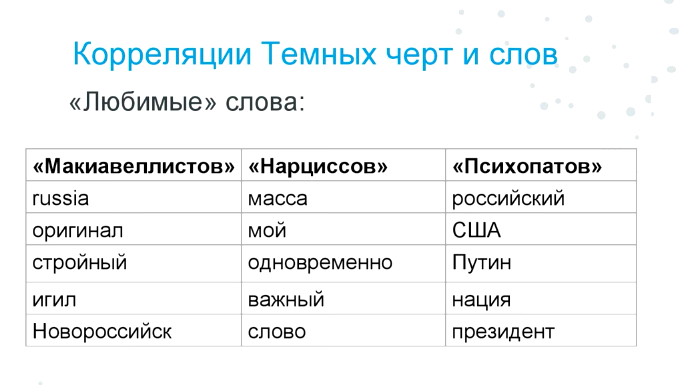 Корреляции Темных черт и слов
«Любимые» слова:
«Макиавеллистов» «Нарциссов» «Психопатов»
russia масса российский
оригинал мой США
стройный одновременно Путин
игил важный нация
Новороссийск слово президент